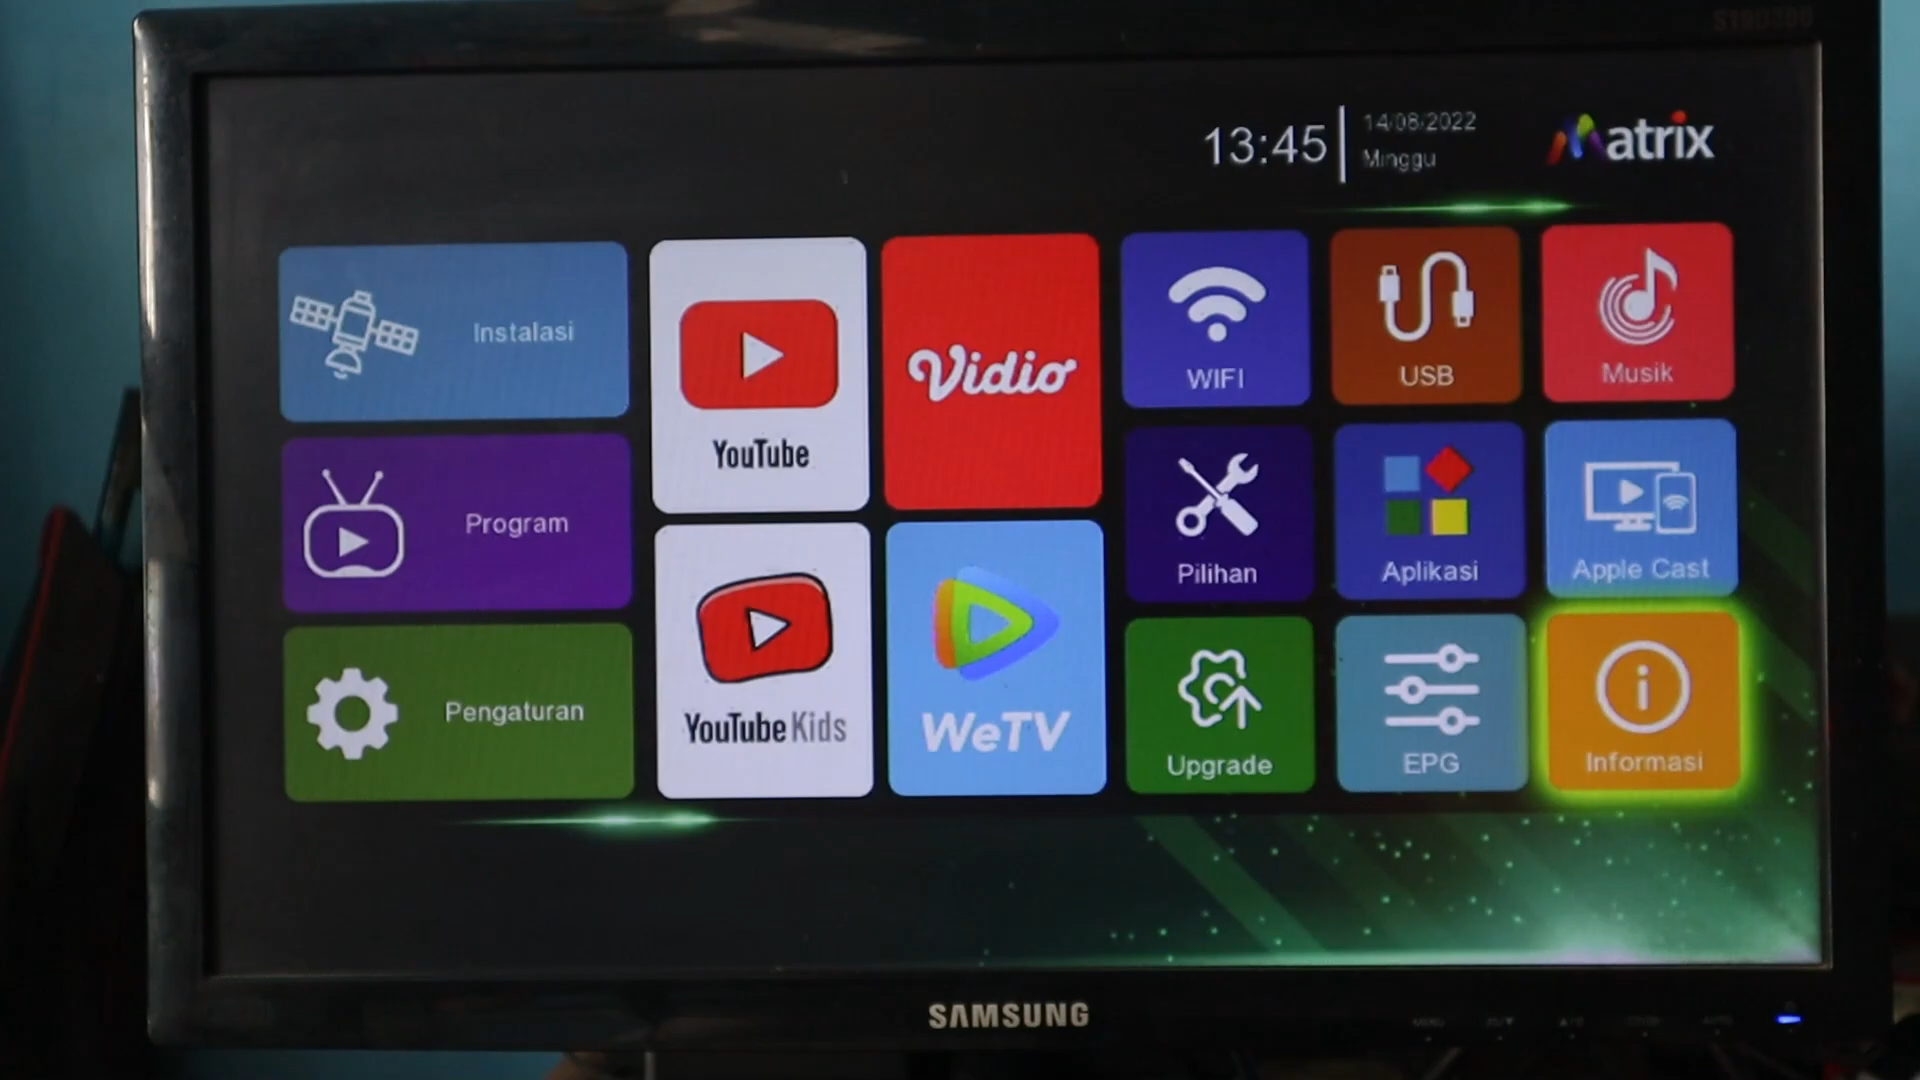 13:45
14/08/2022
Minggu
Matrix
Instalasi
YouTube
Vidio
WIFI
USB
Musik
Program
Pilihan
Aplikasi
Apple Cast
Pengaturan
YouTube Kids
WeTV
Upgrade
EPG
Informasi
SAMSUNG